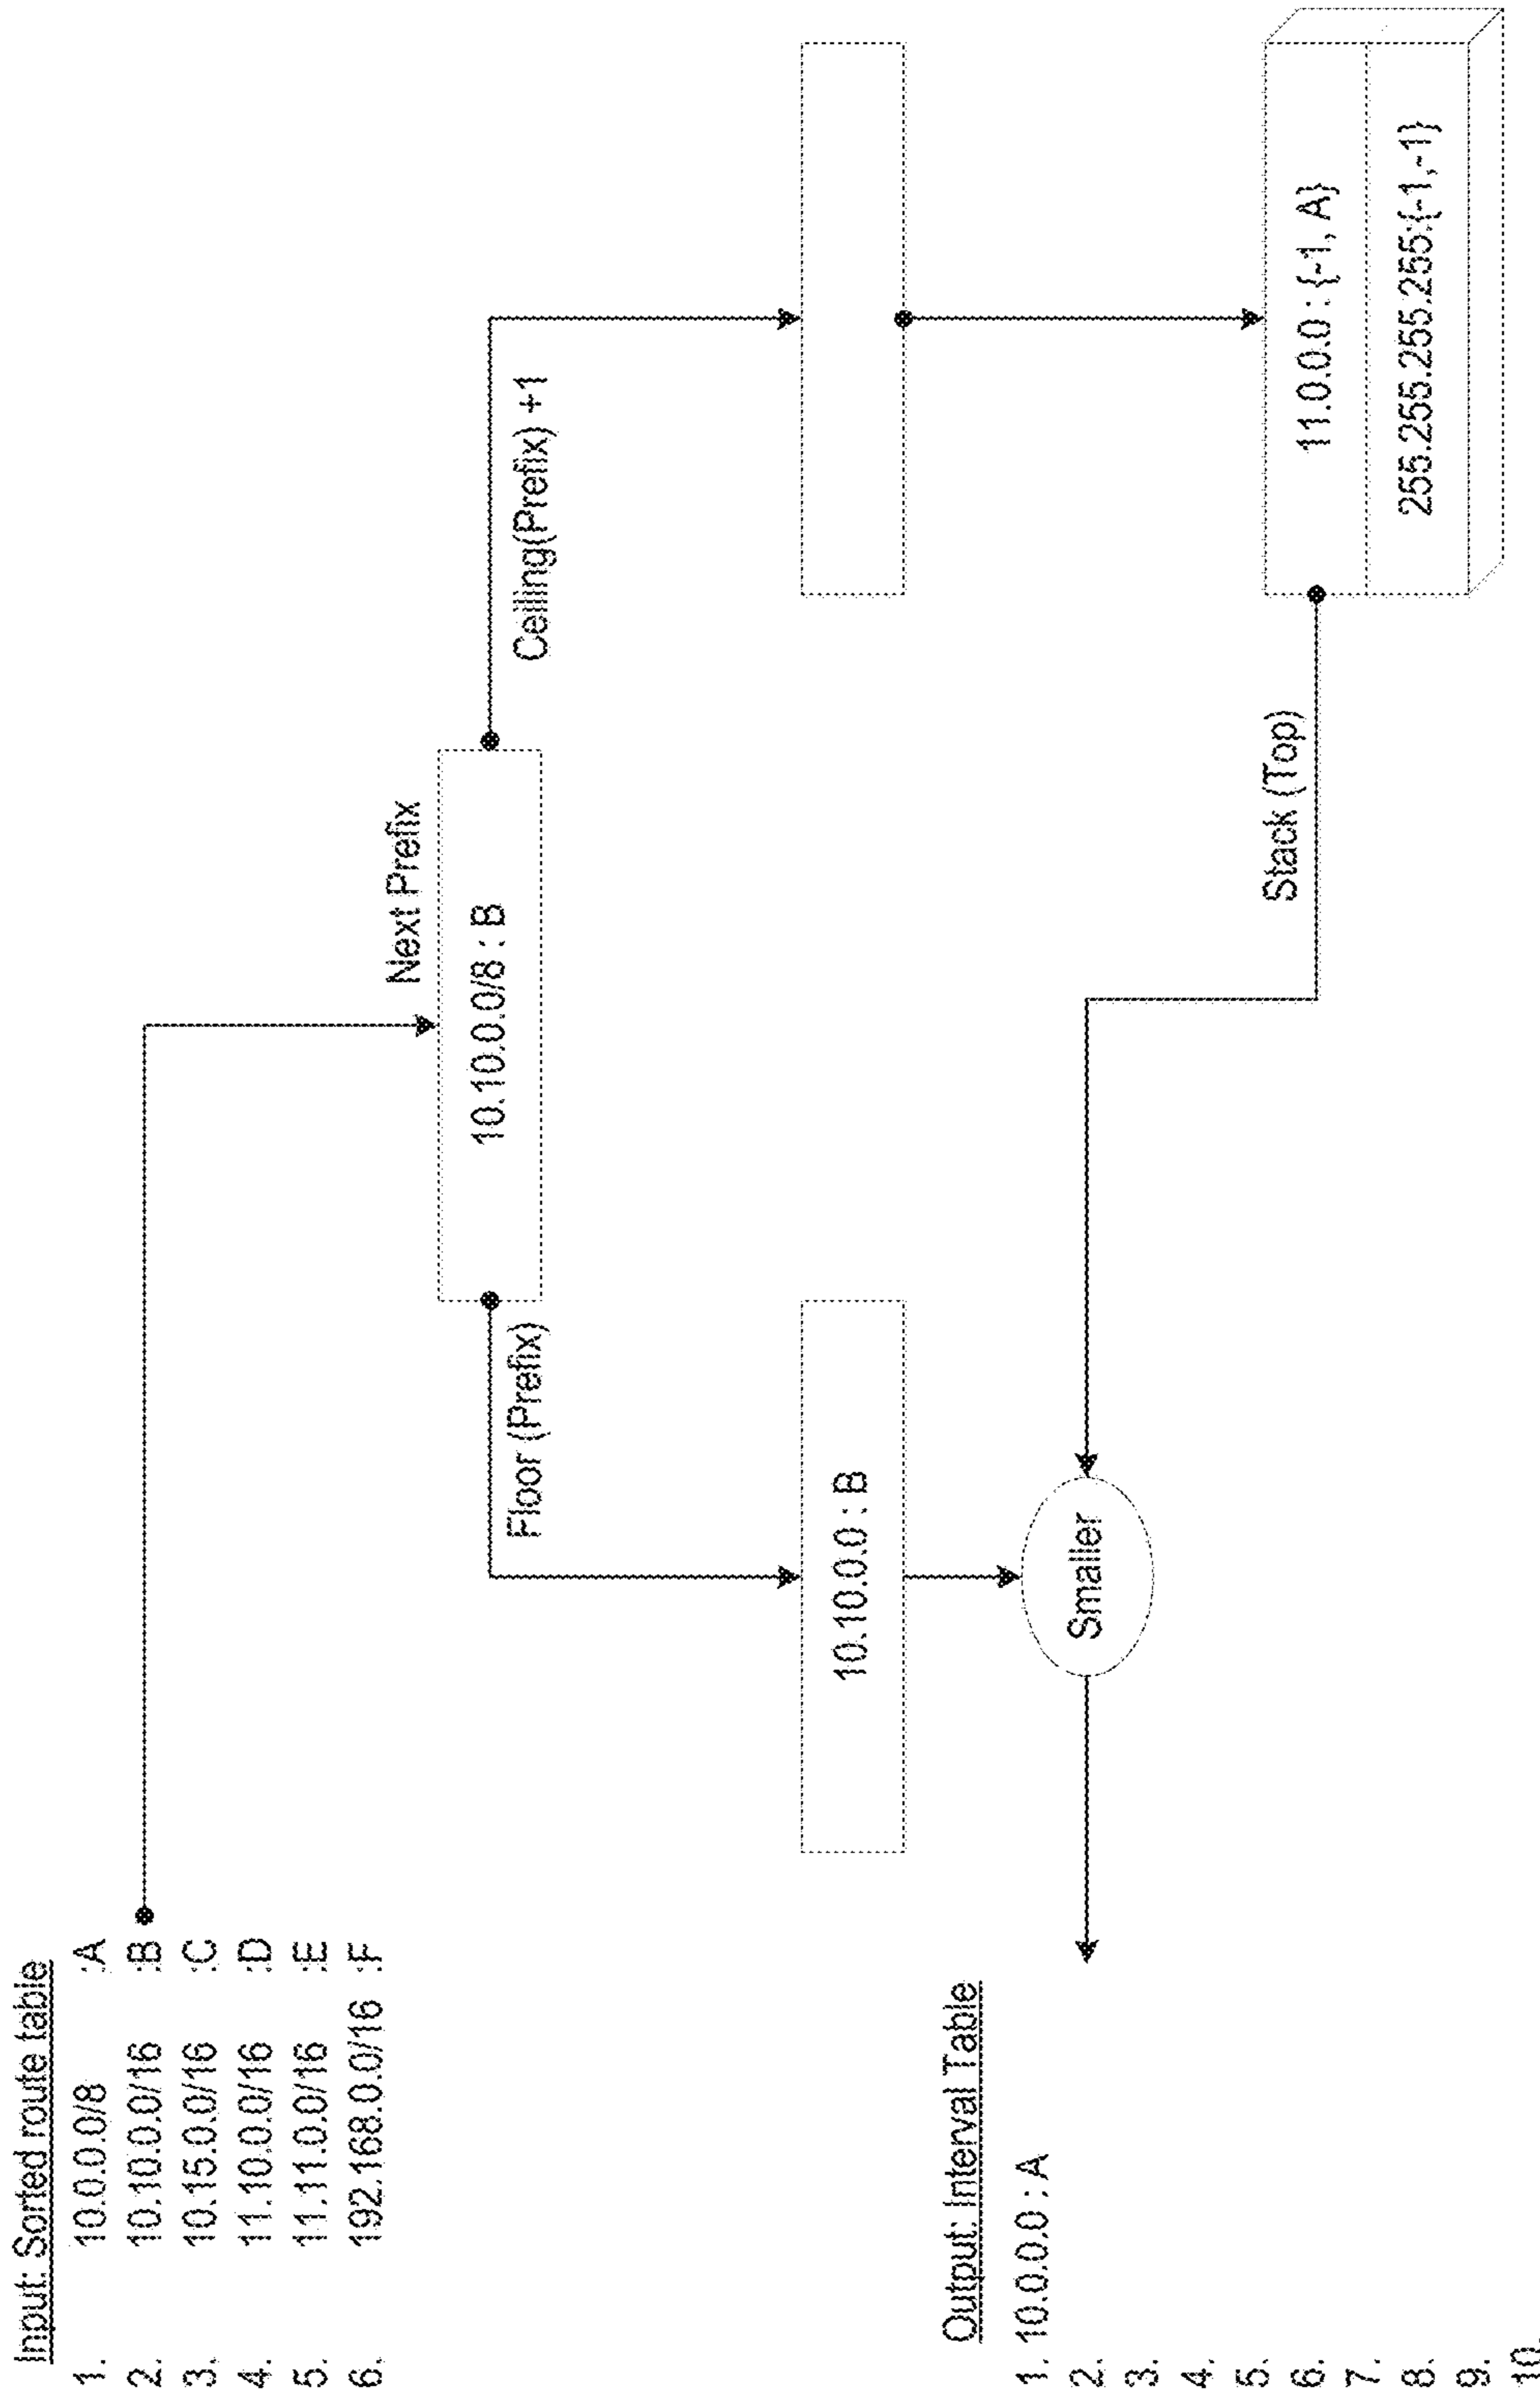 Input: Sorted route table
1. 10.0.0.0/8 :A
2. 10.10.0.0/16 :B
3. 10.15.0.0/16 :C
4. 11.10.0.0/16 :D
5. 11.11.0.0/16 :E
6. 192.168.0.0/16 :F
Next Prefix
10.10.0.0/8 : B
Floor (Prefix)
Ceiling(Prefix) +1
10.10.0.0 : B
Smaller
Stack (Top)
11.0.0.0 : {-1, A}
255.255.255.255:{-1,-1}
Output: Interval Table
1. 10.0.0.0 : A
2.
3.
4.
5.
6.
7.
8.
9.
10.